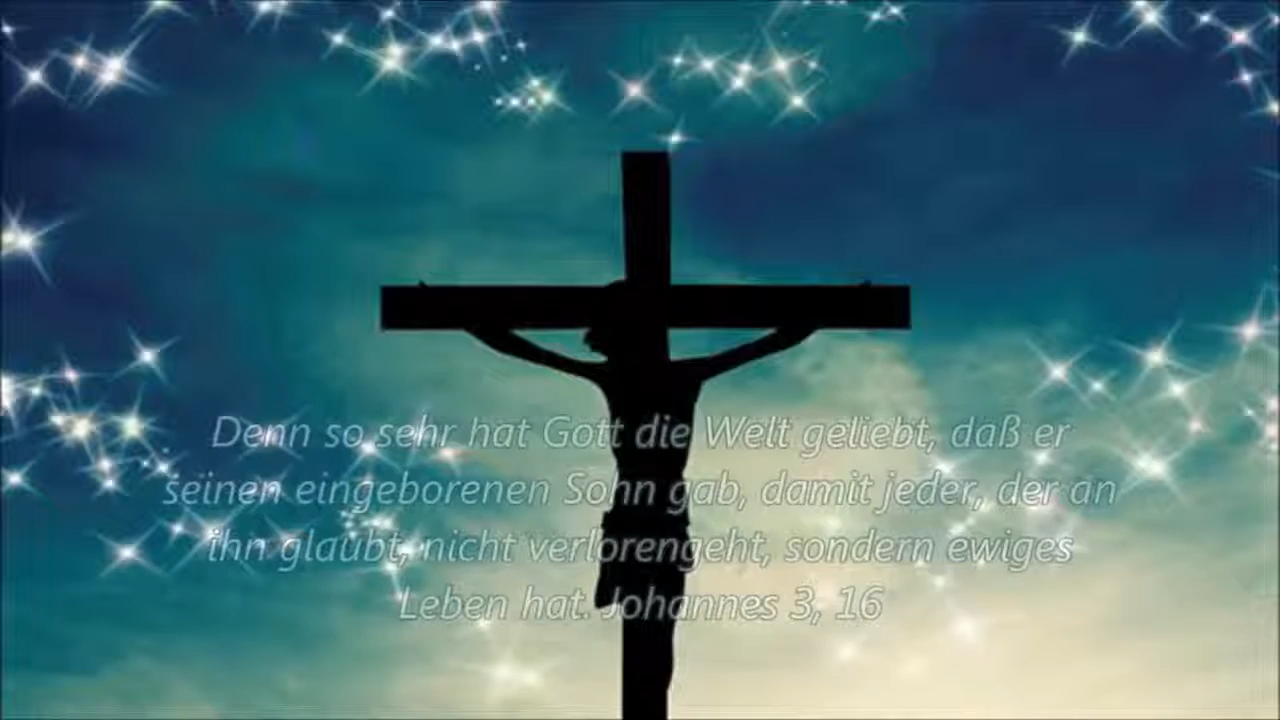 Denn so sehr hat Gott die Welt geliebt, daß er
seinen eingeborenen Sohn gab, damit jeder, der an
ihn glaubt, nicht verlorengeht, sondern ewiges
Leben hat. Johannes 3, 16